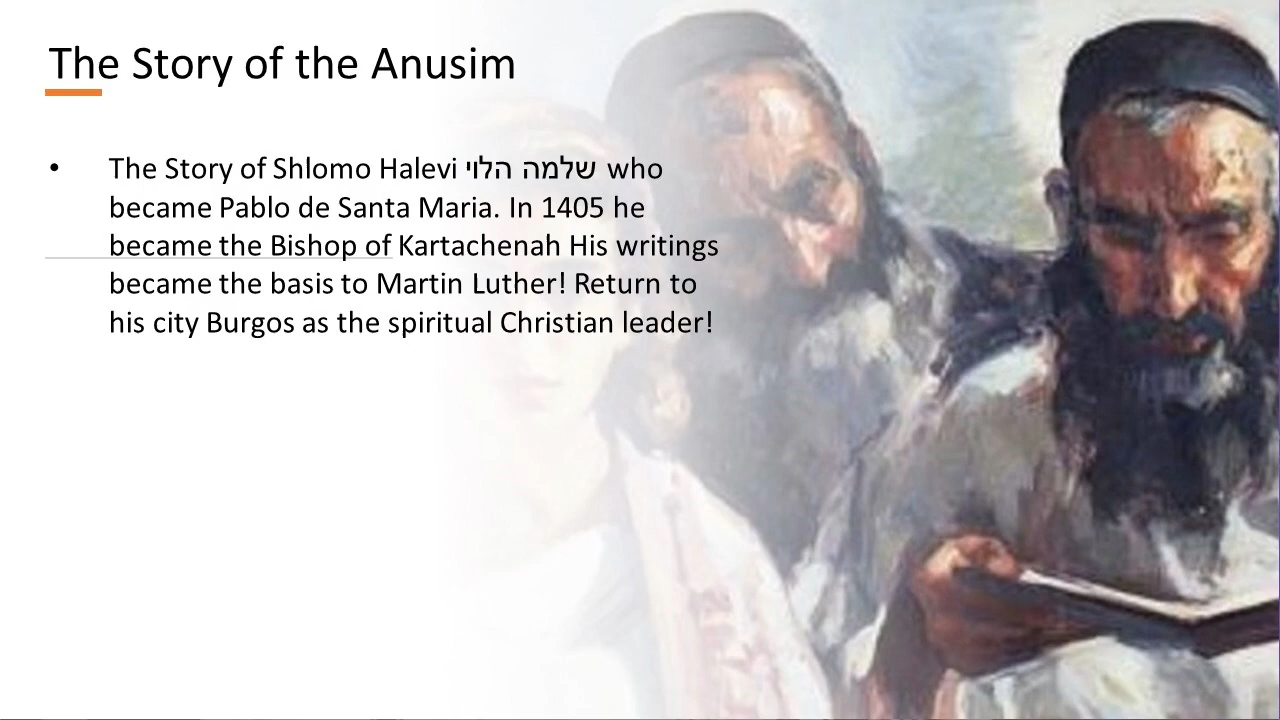 The Story of the Anusim
• The Story of Shlomo Halevi שלמה הלוי who
became Pablo de Santa Maria. In 1405 he
became the Bishop of Kartachenah His writings
became the basis to Martin Luther! Return to
his city Burgos as the spiritual Christian leader!